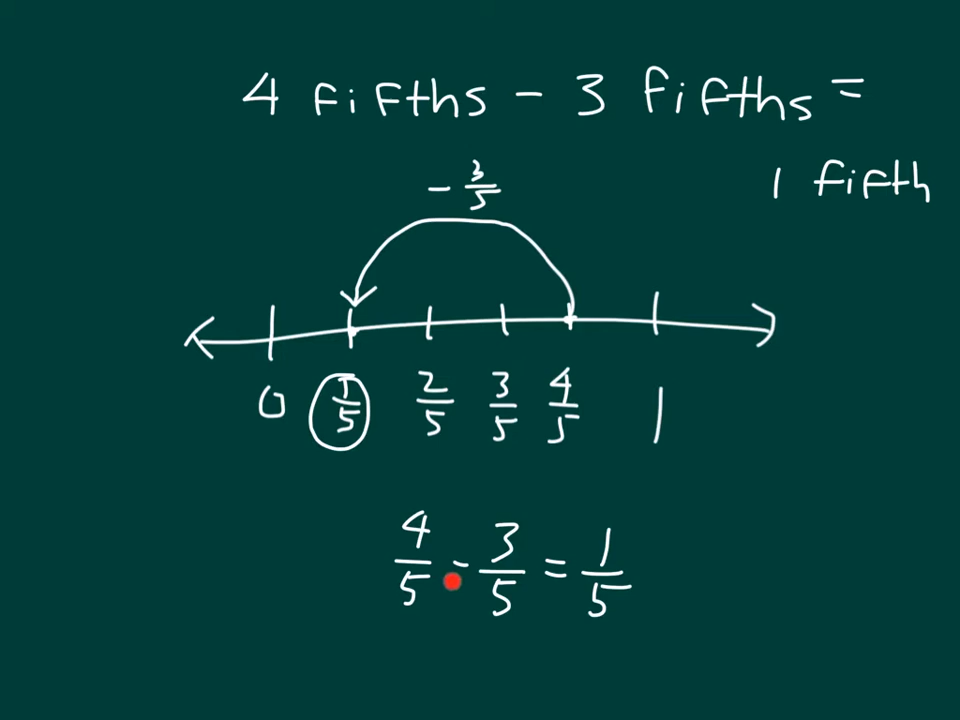 4 fifths - 3 fifths =
1 fifth
- 3/5
0 1/5 2/5 3/5 4/5 1
4/5 - 3/5 = 1/5